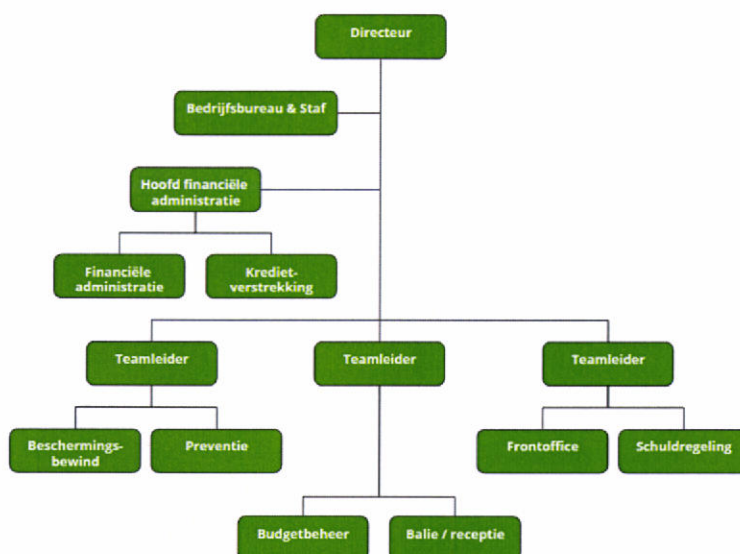 Directeur
Bedrijfsbureau & Staf
Hoofd financiële
administratie
Financiële
administratie
Krediet-
verstrekking
Teamleider
Teamleider
Teamleider
Beschermings-
bewind
Preventie
Frontoffice
Schuldregeling
Budgetbeheer
Balie / receptie